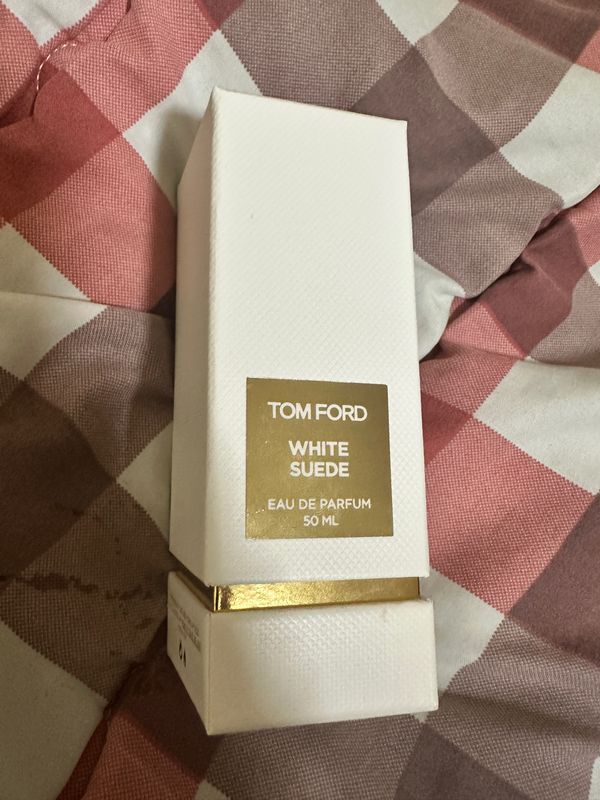 TOM FORD
WHITE
SUEDE
EAU DE PARFUM
50 ML